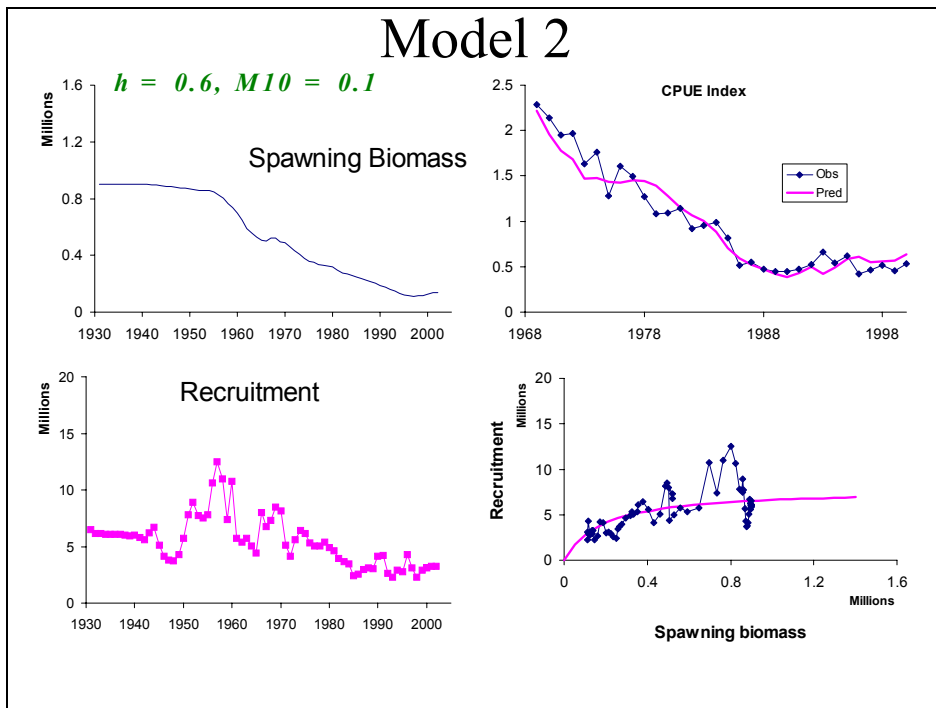 Model 2
h = 0.6, M10 = 0.1
Millions
1.6
1.2
0.8
0.4
0
Spawning Biomass
1930 1940 1950 1960 1970 1980 1990 2000
CPUE Index
2.5
2
1.5
1
0.5
0
Obs
Pred
1968 1978 1988 1998
Recruitment
Millions
20
15
10
5
0
1930 1940 1950 1960 1970 1980 1990 2000
Recruitment
Millions
20
15
10
5
0
0 0.4 0.8 1.2 1.6
Millions
Spawning biomass